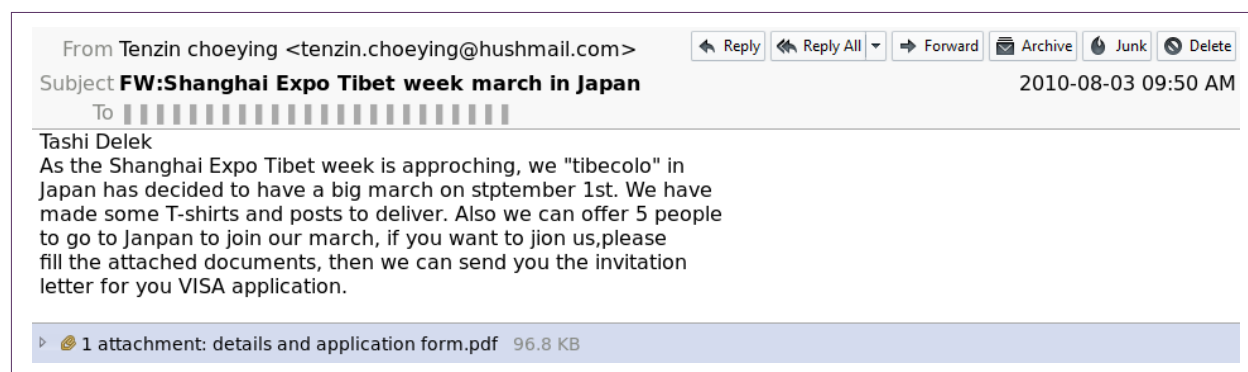 From Tenzin choeying <tenzin.choeying@hushmail.com> Reply Reply All Forward Archive Junk Delete
Subject FW:Shanghai Expo Tibet week march in Japan 2010-08-03 09:50 AM
To
Tashi Delek
As the Shanghai Expo Tibet week is approching, we "tibecolo" in
Japan has decided to have a big march on stptember 1st. We have
made some T-shirts and posts to deliver. Also we can offer 5 people
to go to Janpan to join our march, if you want to jion us,please
fill the attached documents, then we can send you the invitation
letter for you VISA application.
1 attachment: details and application form.pdf 96.8 KB